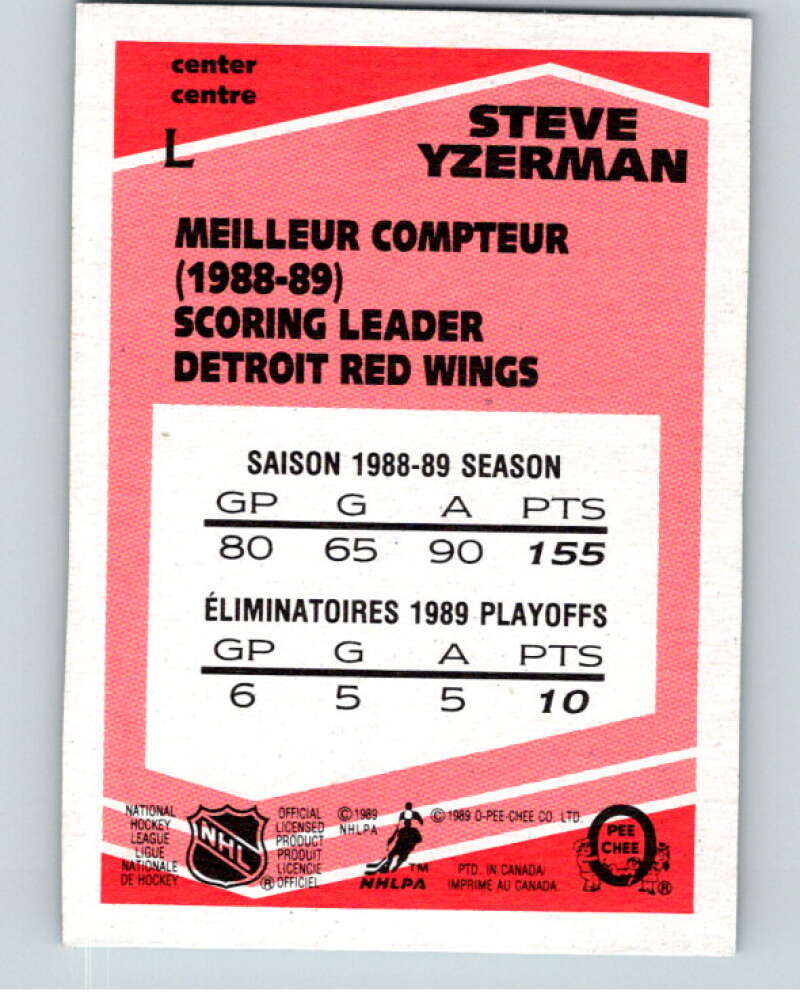 center
centre
L
STEVE
YZERMAN
MEILLEUR COMPTEUR
(1988-89)
SCORING LEADER
DETROIT RED WINGS
SAISON 1988-89 SEASON
GP G A PTS
80 65 90 155
ÉLIMINATOIRES 1989 PLAYOFFS
GP G A PTS
6 5 5 10
NATIONAL
HOCKEY
LEAGUE
LIGUE
NATIONALE
DE HOCKEY
NHL
®
OFFICIAL
LICENSED
PRODUCT
PRODUIT
LICENCIE
OFFICIEL
©1989
NHLPA
TM
NHLPA
©1989 O-PEE-CHEE CO. LTD.
PTD. IN CANADA/
IMPRIMÉ AU CANADA
PEE
CHEE
®